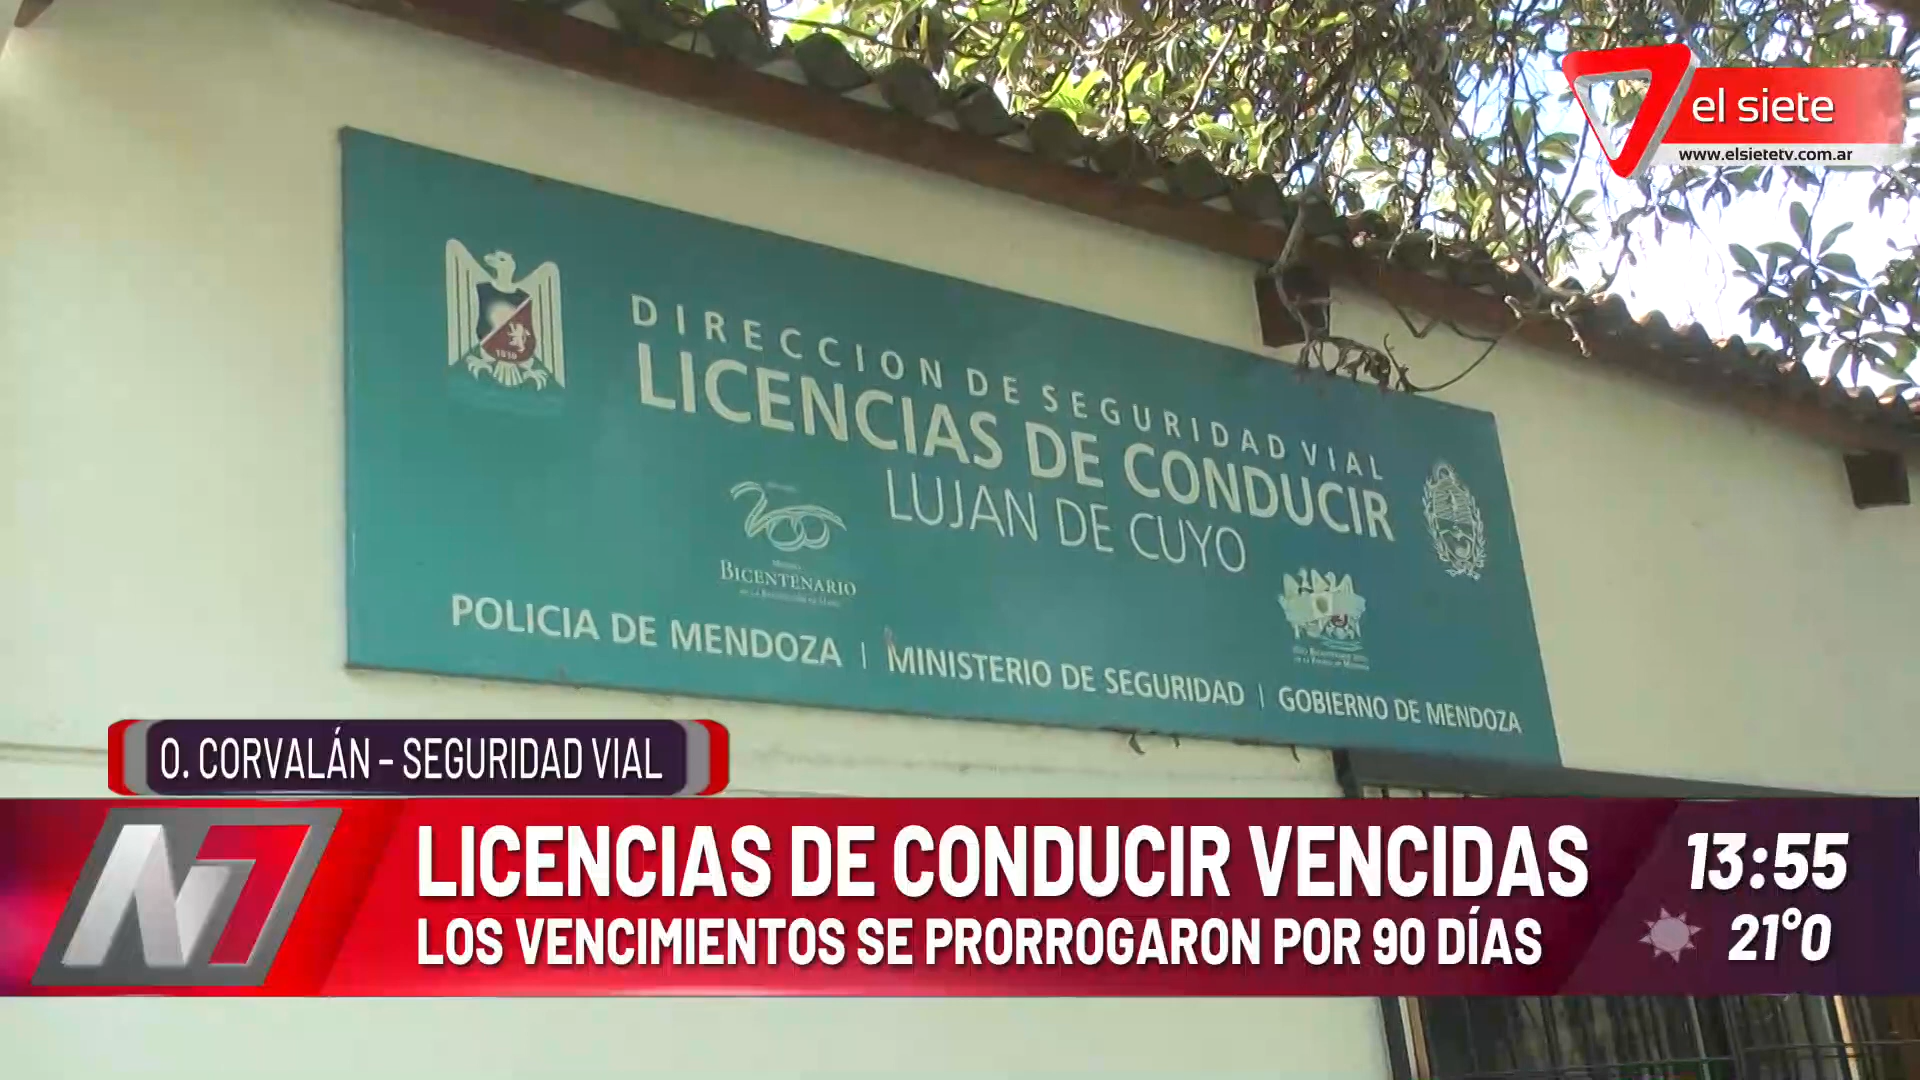 el siete
www.elsietetv.com.ar
DIRECCION DE SEGURIDAD VIAL
LICENCIAS DE CONDUCIR
LUJAN DE CUYO
1810
200
BICENTENARIO
POLICIA DE MENDOZA | MINISTERIO DE SEGURIDAD | GOBIERNO DE MENDOZA
O. CORVALÁN - SEGURIDAD VIAL
N7
LICENCIAS DE CONDUCIR VENCIDAS
LOS VENCIMIENTOS SE PRORROGARON POR 90 DÍAS
13:55
21°0